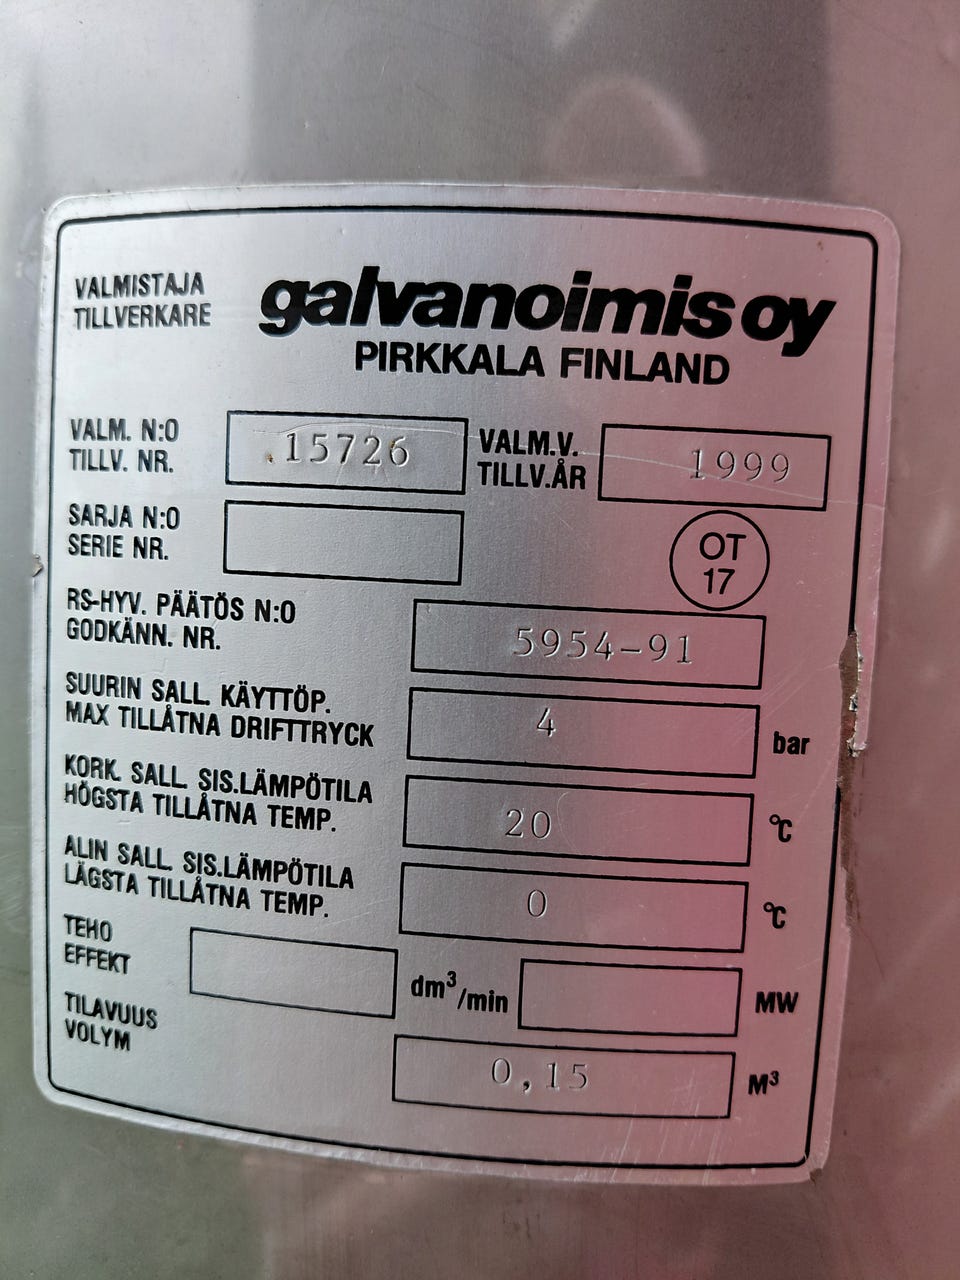 VALMISTAJA
TILLVERKARE
galvanoimis oy
PIRKKALA FINLAND
VALM. N:O
TILLV. NR.
15726
VALM.V.
TILLV.ÅR
1999
SARJA N:O
SERIE NR.
OT
17
RS-HYV. PÄÄTÖS N:O
GODKÄNN. NR.
5954-91
SUURIN SALL. KÄYTTÖP.
MAX TILLÅTNA DRIFTTRYCK
4
bar
KORK. SALL. SIS.LÄMPÖTILA
HÖGSTA TILLÅTNA TEMP.
20
°C
ALIN SALL. SIS.LÄMPÖTILA
LÄGSTA TILLÅTNA TEMP.
0
°C
TEHO
EFFEKT
dm³/min
MW
TILAVUUS
VOLYM
0,15
M³